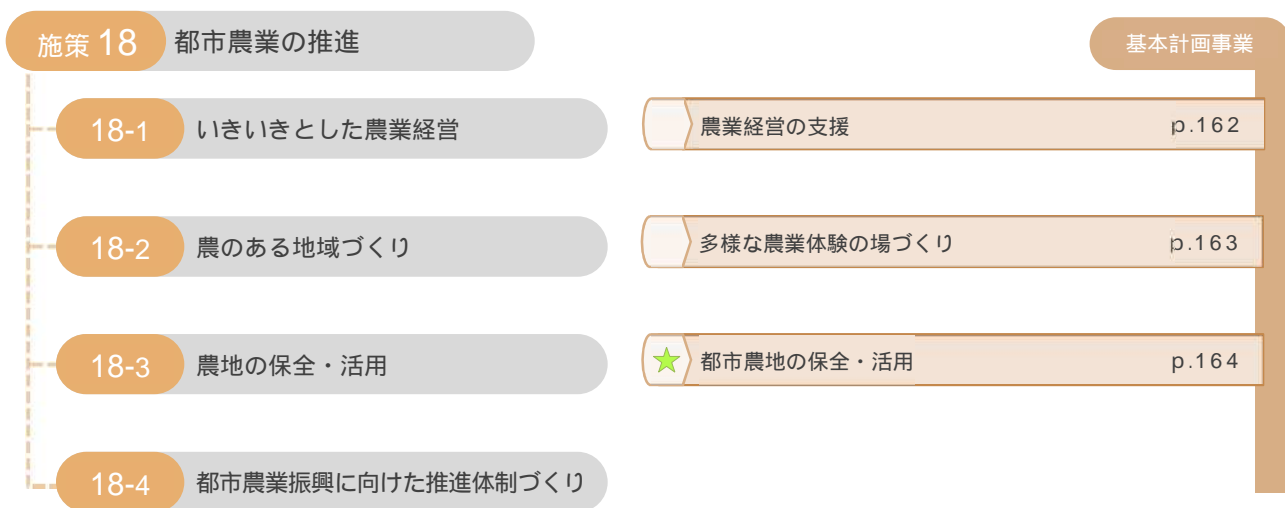 施策 18 都市農業の推進
基本計画事業
18-1 いきいきとした農業経営
農業経営の支援 p.162
18-2 農のある地域づくり
多様な農業体験の場づくり p.163
18-3 農地の保全・活用
都市農地の保全・活用 p.164
18-4 都市農業振興に向けた推進体制づくり